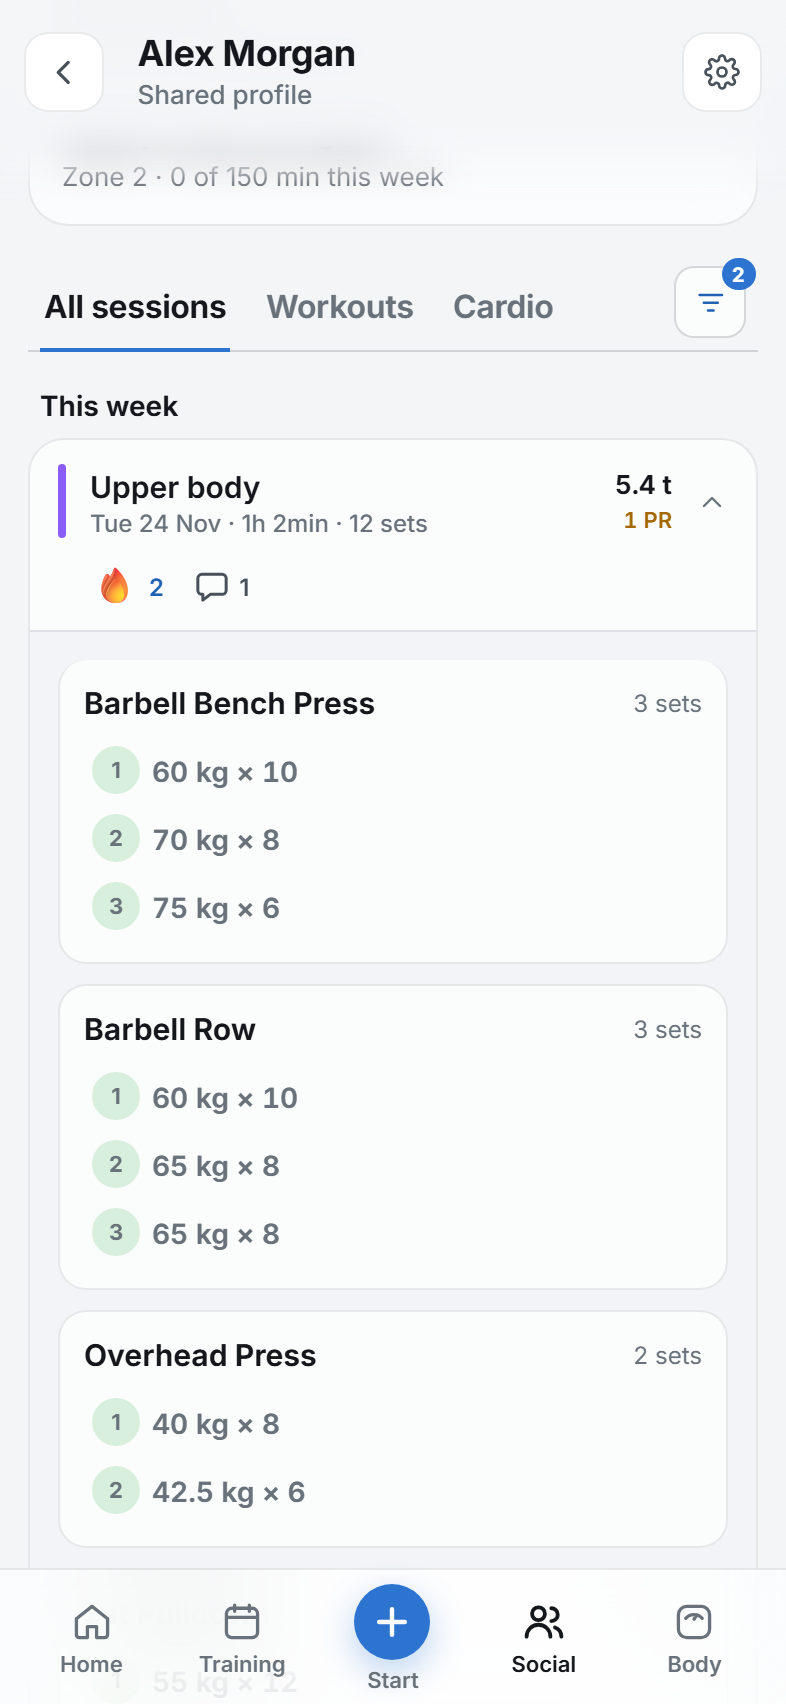 Alex Morgan
Shared profile
Zone 2 · 0 of 150 min this week
2
All sessions Workouts Cardio
This week
Upper body 5.4 t
Tue 24 Nov · 1h 2min · 12 sets 1 PR
2 1
Barbell Bench Press 3 sets
1 60 kg × 10
2 70 kg × 8
3 75 kg × 6
Barbell Row 3 sets
1 60 kg × 10
2 65 kg × 8
3 65 kg × 8
Overhead Press 2 sets
1 40 kg × 8
2 42.5 kg × 6
1 55 kg × 12
Home Training Start Social Body